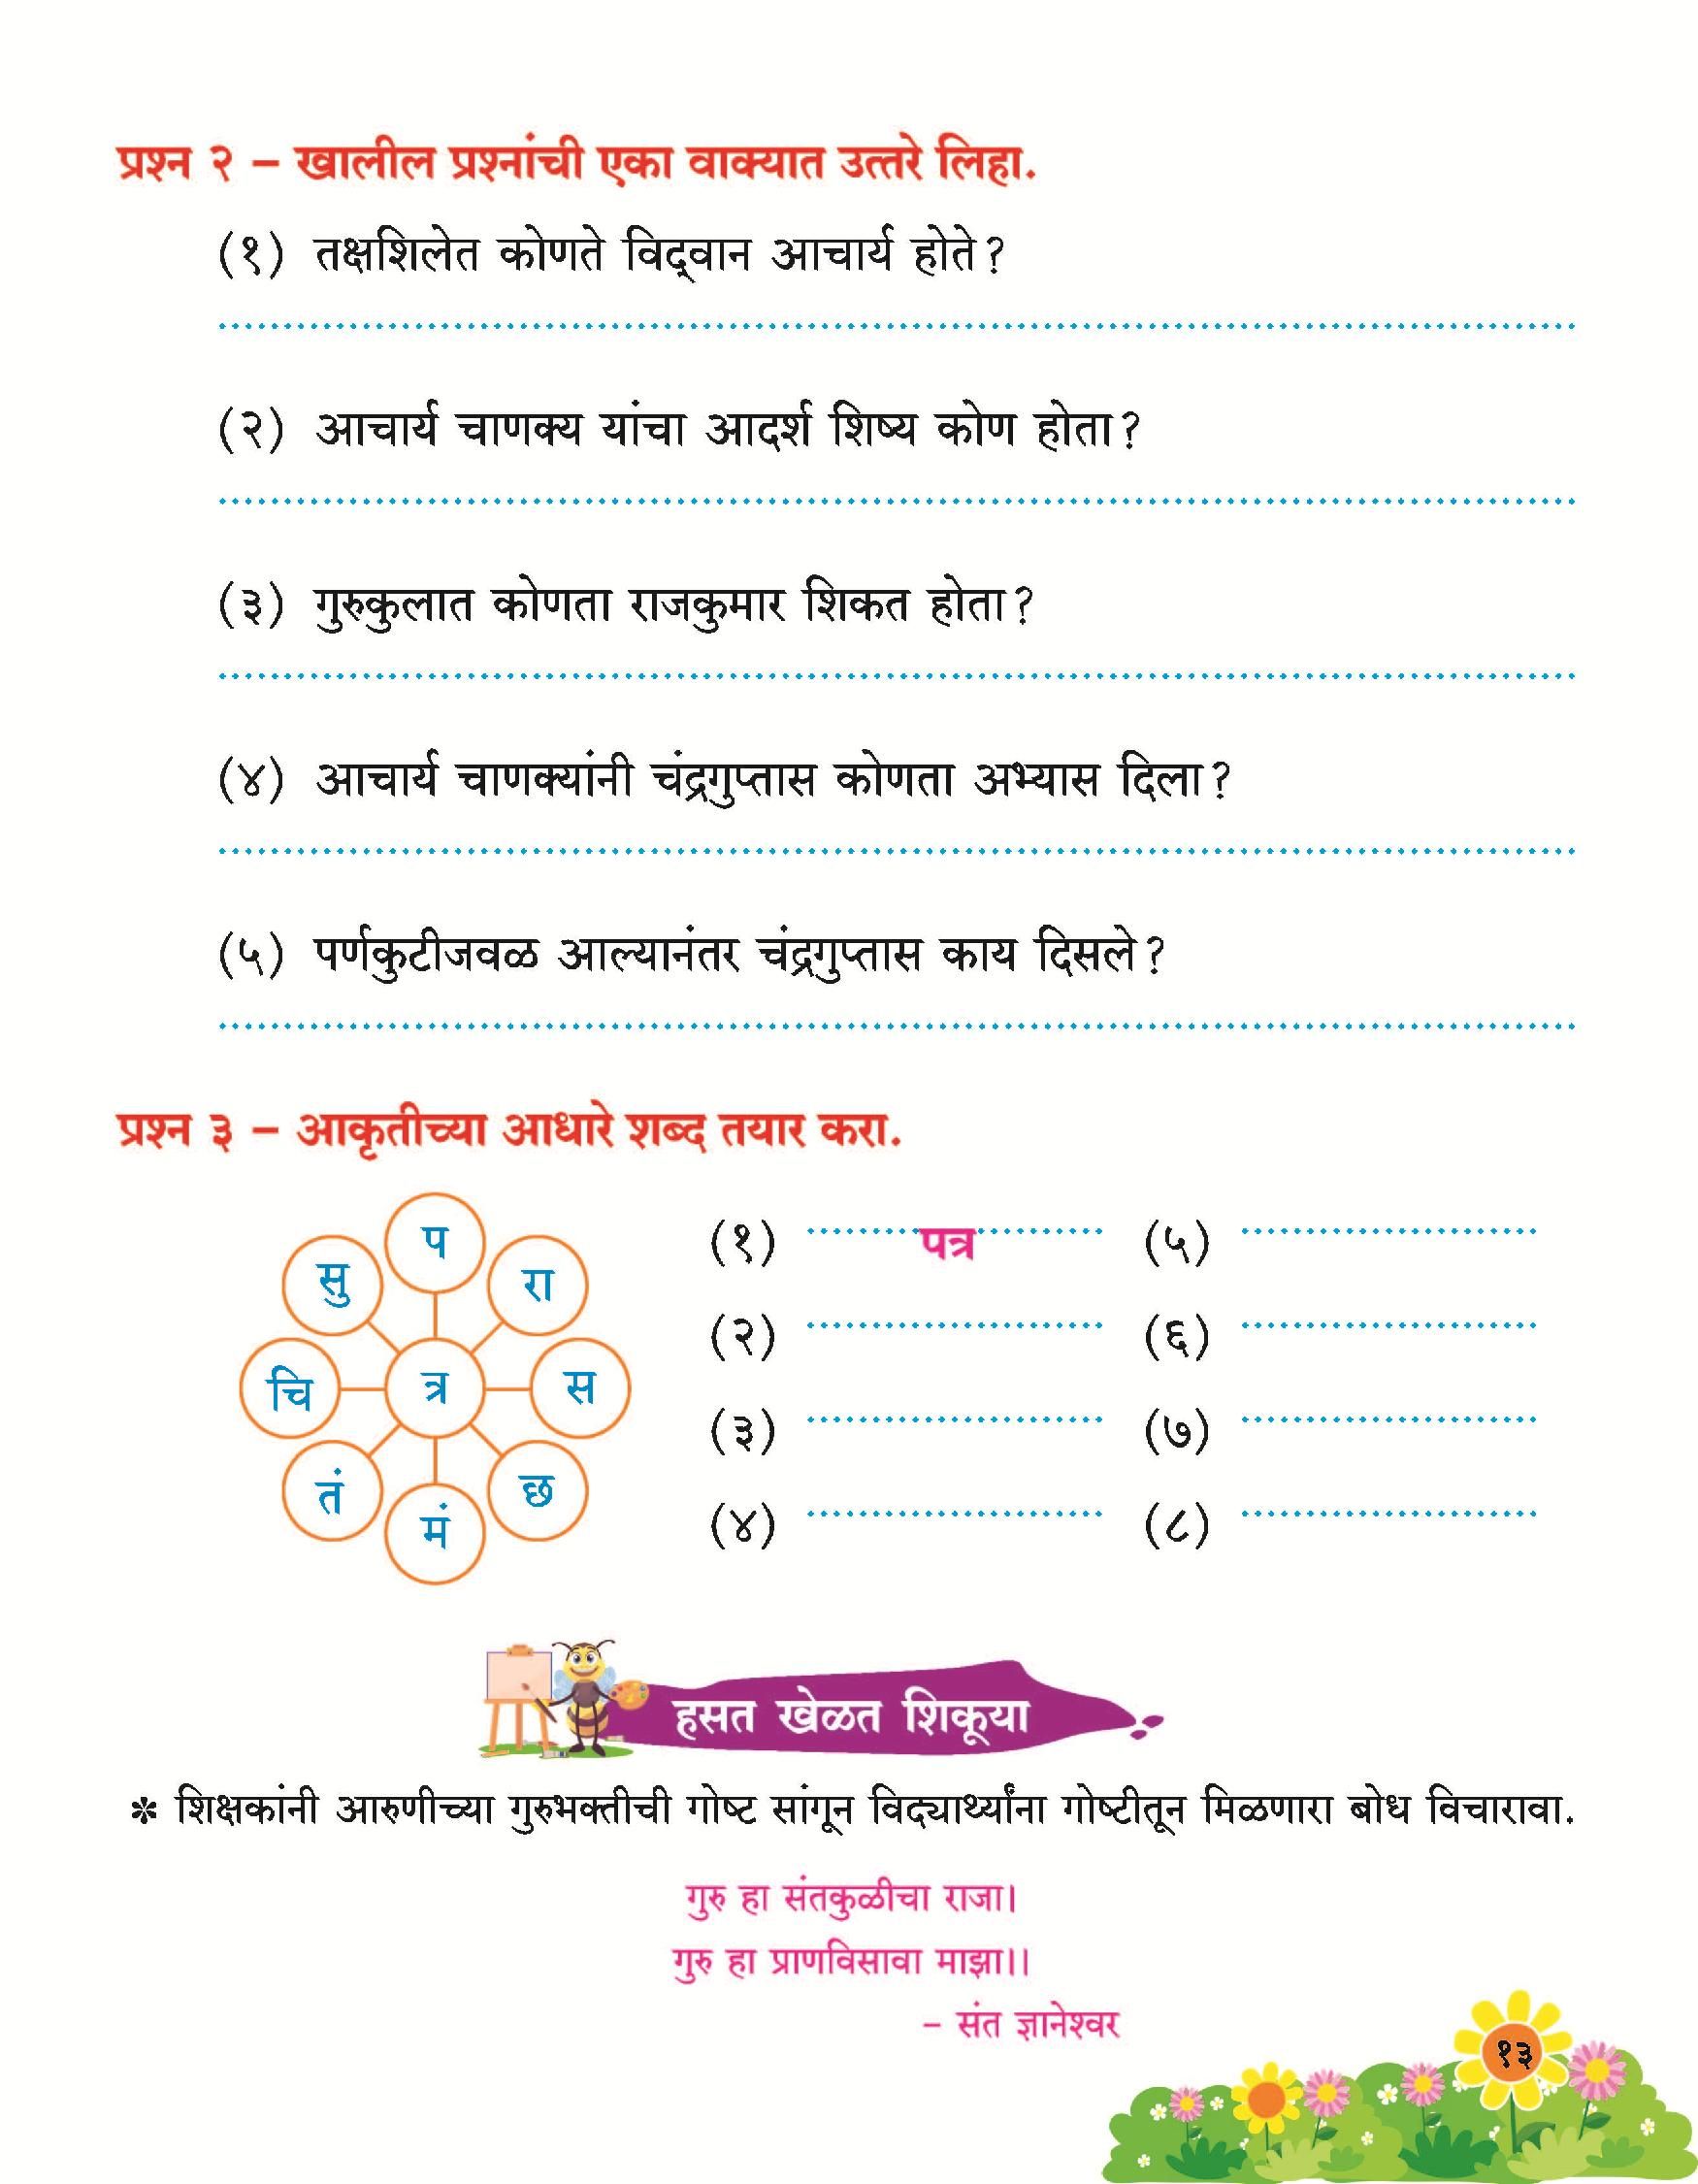 प्रश्न २ – खालील प्रश्नांची एका वाक्यात उत्तरे लिहा.
(१) तक्षशिलेत कोणते विद्‌वान आचार्य होते?
(२) आचार्य चाणक्य यांचा आदर्श शिष्य कोण होता?
(३) गुरुकुलात कोणता राजकुमार शिकत होता?
(४) आचार्य चाणक्यांनी चंद्रगुप्तास कोणता अभ्यास दिला?
(५) पर्णकुटीजवळ आल्यानंतर चंद्रगुप्तास काय दिसले?
प्रश्न ३ – आकृतीच्या आधारे शब्द तयार करा.
प
सु
रा
चि
त्र
स
तं
छ
मं
(१) पत्र (५)
(२) (६)
(३) (७)
(४) (८)
हसत खेळत शिकूया
✽ शिक्षकांनी आरुणीच्या गुरुभक्तीची गोष्ट सांगून विद्यार्थ्यांना गोष्टीतून मिळणारा बोध विचारावा.
गुरु हा संतकुळीचा राजा।
गुरु हा प्राणविसावा माझा।।
– संत ज्ञानेश्वर
१३